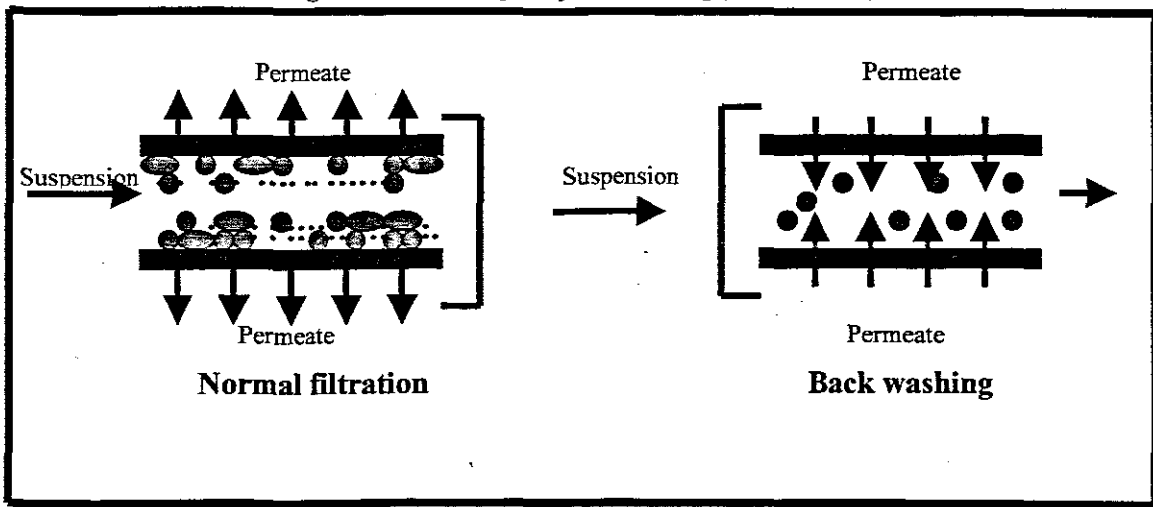 Permeate
Suspension
Permeate
Normal filtration
Permeate
Suspension
Permeate
Back washing